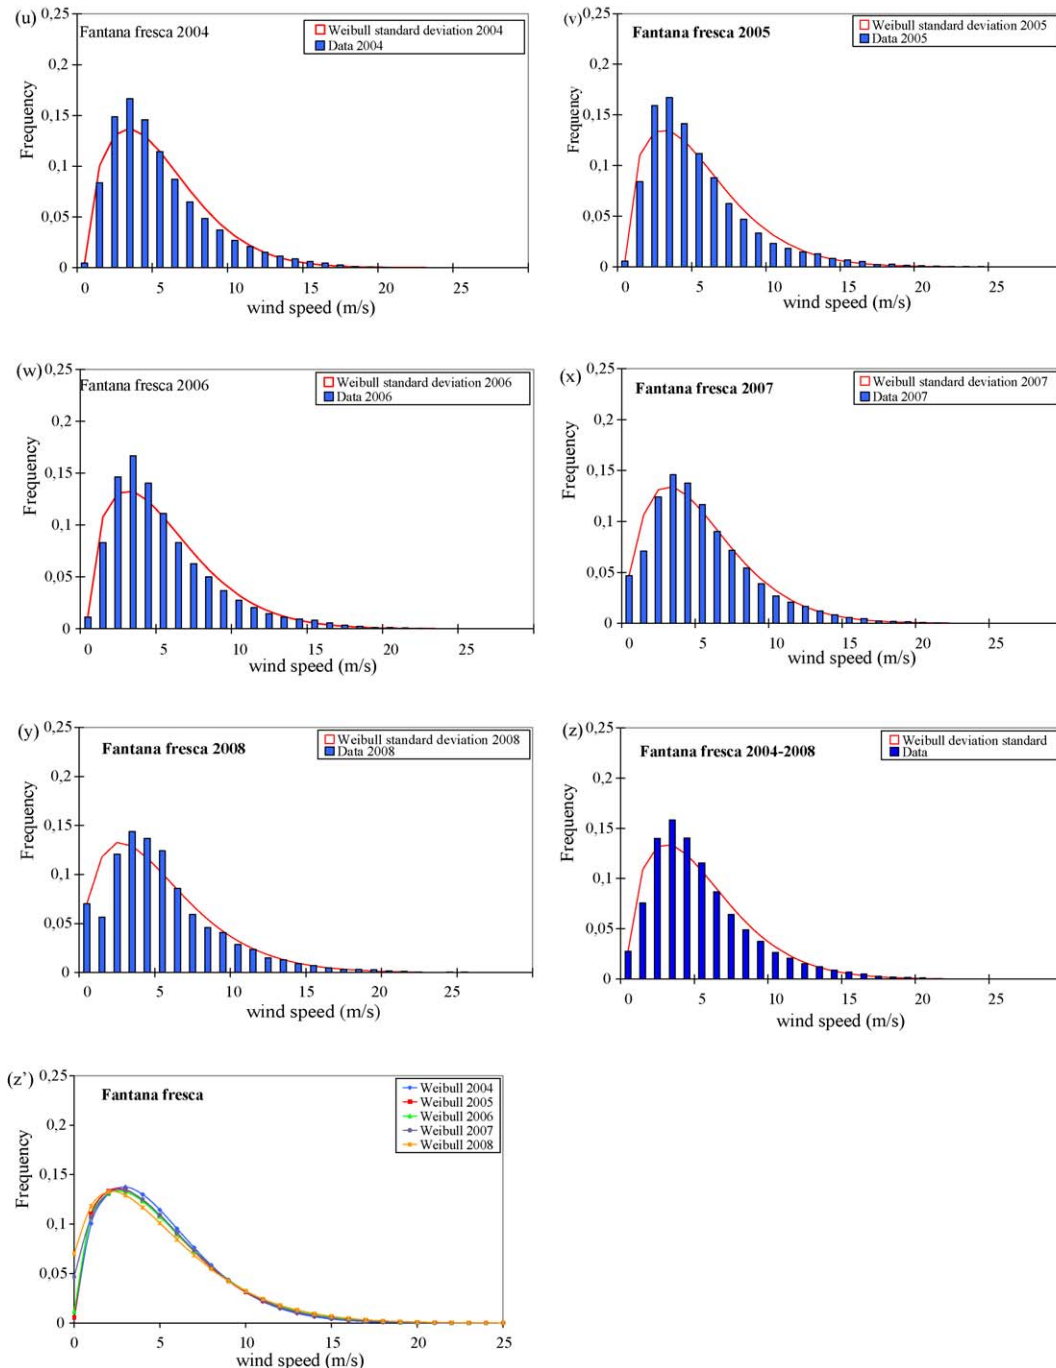 (u)
Fantana fresca 2004
Weibull standard deviation 2004
Data 2004
0,25
0,2
0,15
0,1
0,05
0
Frequency
0 5 10 15 20 25
wind speed (m/s)
(v)
Fantana fresca 2005
Weibull standard deviation 2005
Data 2005
0,25
0,2
0,15
0,1
0,05
0
Frequency
0 5 10 15 20 25
wind speed (m/s)
(w)
Fantana fresca 2006
Weibull standard deviation 2006
Data 2006
0,25
0,2
0,15
0,1
0,05
0
Frequency
0 5 10 15 20 25
wind speed (m/s)
(x)
Fantana fresca 2007
Weibull standard deviation 2007
Data 2007
0,25
0,2
0,15
0,1
0,05
0
Frequency
0 5 10 15 20 25
wind speed (m/s)
(y)
Fantana fresca 2008
Weibull standard deviation 2008
Data 2008
0,25
0,2
0,15
0,1
0,05
0
Frequency
0 5 10 15 20 25
wind speed (m/s)
(z)
Fantana fresca 2004-2008
Weibull deviation standard
Data
0,25
0,2
0,15
0,1
0,05
0
Frequency
0 5 10 15 20 25
wind speed (m/s)
(z’)
Fantana fresca
Weibull 2004
Weibull 2005
Weibull 2006
Weibull 2007
Weibull 2008
0,25
0,2
0,15
0,1
0,05
0
Frequency
0 5 10 15 20 25
wind speed (m/s)